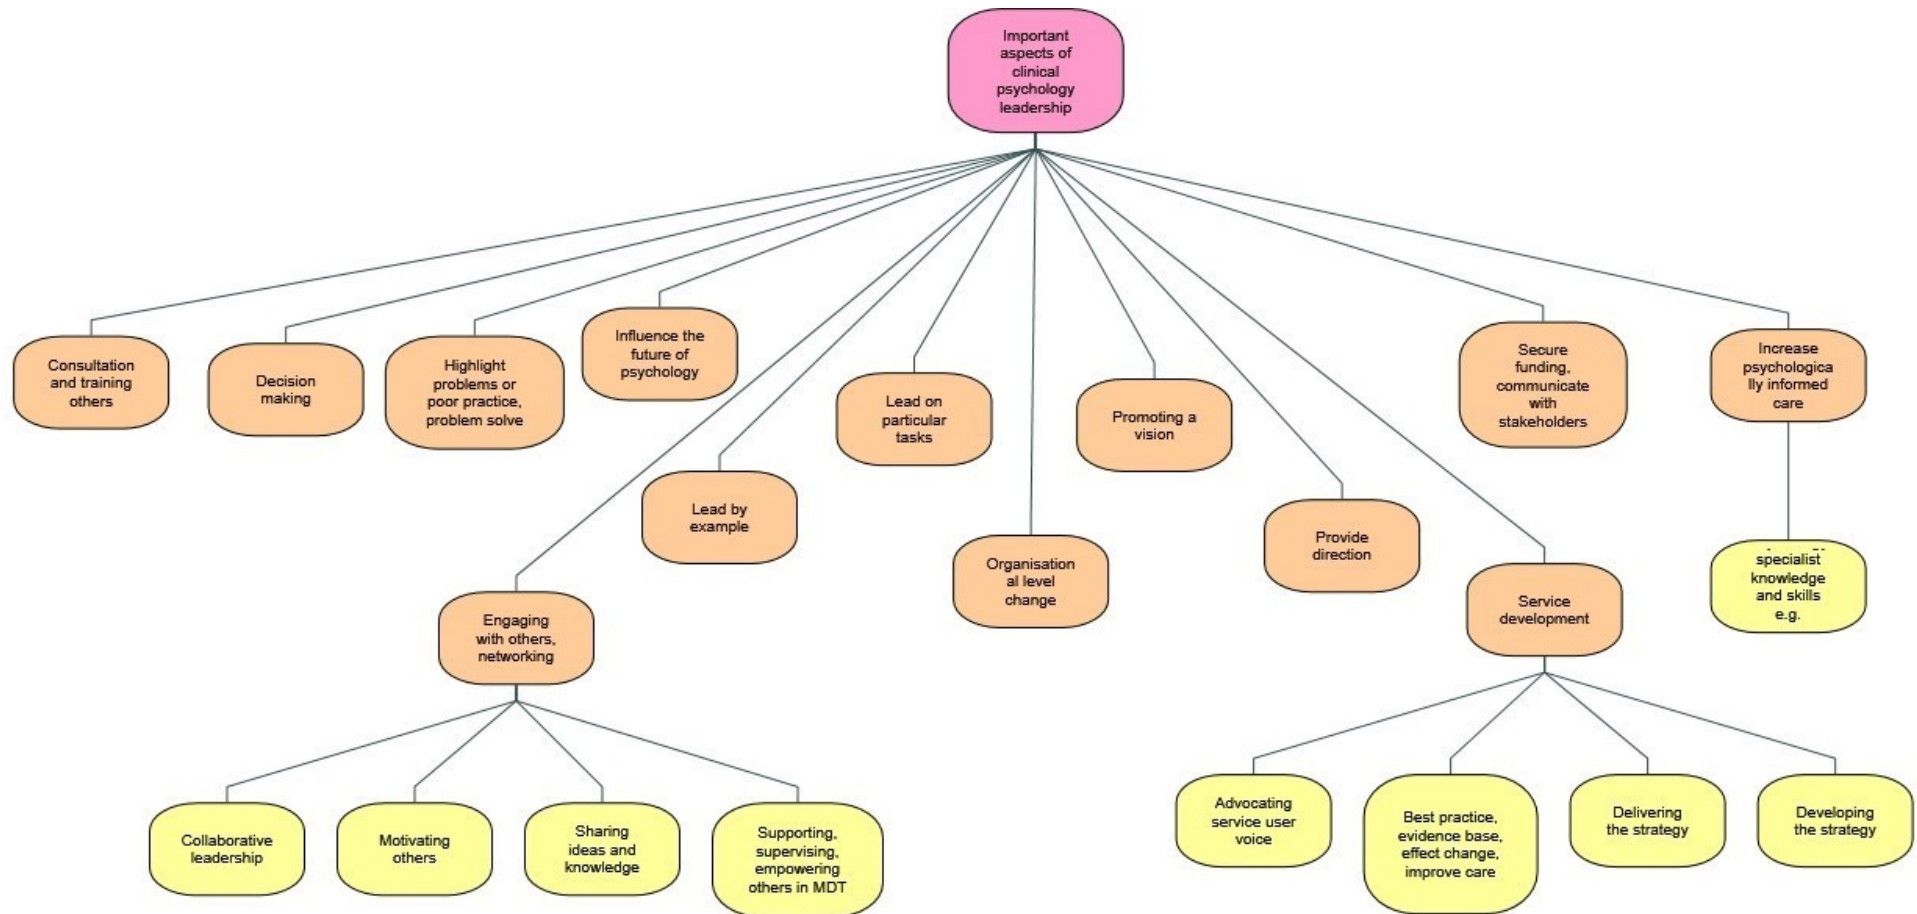 Important
aspects of
clinical
psychology
leadership
Consultation
and training
others
Decision
making
Highlight
problems or
poor practice,
problem solve
Influence the
future of
psychology
Engaging
with others,
networking
Lead by
example
Lead on
particular
tasks
Organisation
al level
change
Promoting a
vision
Provide
direction
Service
development
Secure
funding,
communicate
with
stakeholders
Increase
psychologica
lly informed
care
specialist
knowledge
and skills
e.g.
Collaborative
leadership
Motivating
others
Sharing
ideas and
knowledge
Supporting,
supervising,
empowering
others in MDT
Advocating
service user
voice
Best practice,
evidence base,
effect change,
improve care
Delivering
the strategy
Developing
the strategy